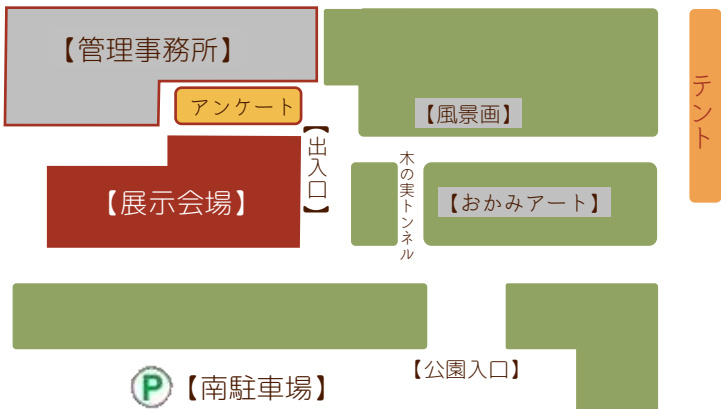 【管理事務所】
アンケート
【風景画】
テント
【出入口】
木の実トンネル
【展示会場】
【おかみアート】
【公園入口】
P【南駐車場】